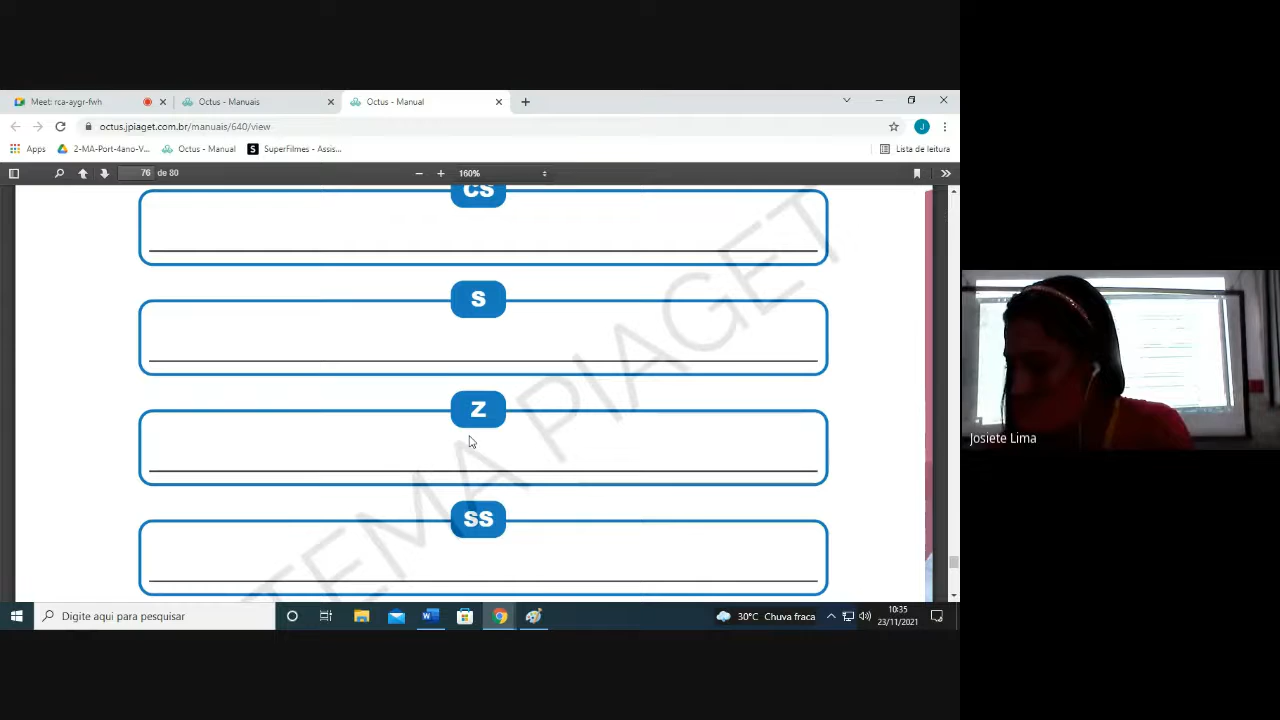 Meet: rca-aygr-fwh
Octus - Manuais
Octus - Manual
octus.jpiaget.com.br/manuais/640/view
Apps
2-MA-Port-4ano-V...
Octus - Manual
S
SuperFilmes - Assis...
Lista de leitura
J
76 de 80
160%
CS
S
Z
SS
TEMA PIAGET
Josiete Lima
Digite aqui para pesquisar
30°C Chuva fraca
10:35
23/11/2021